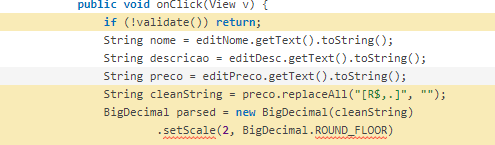 public void onClick(View v) {
if (!validate()) return;
String nome = editNome.getText().toString();
String descricao = editDesc.getText().toString();
String preco = editPreco.getText().toString();
String cleanString = preco.replaceAll("[R$,.]", "");
BigDecimal parsed = new BigDecimal(cleanString)
.setScale(2, BigDecimal.ROUND_FLOOR)